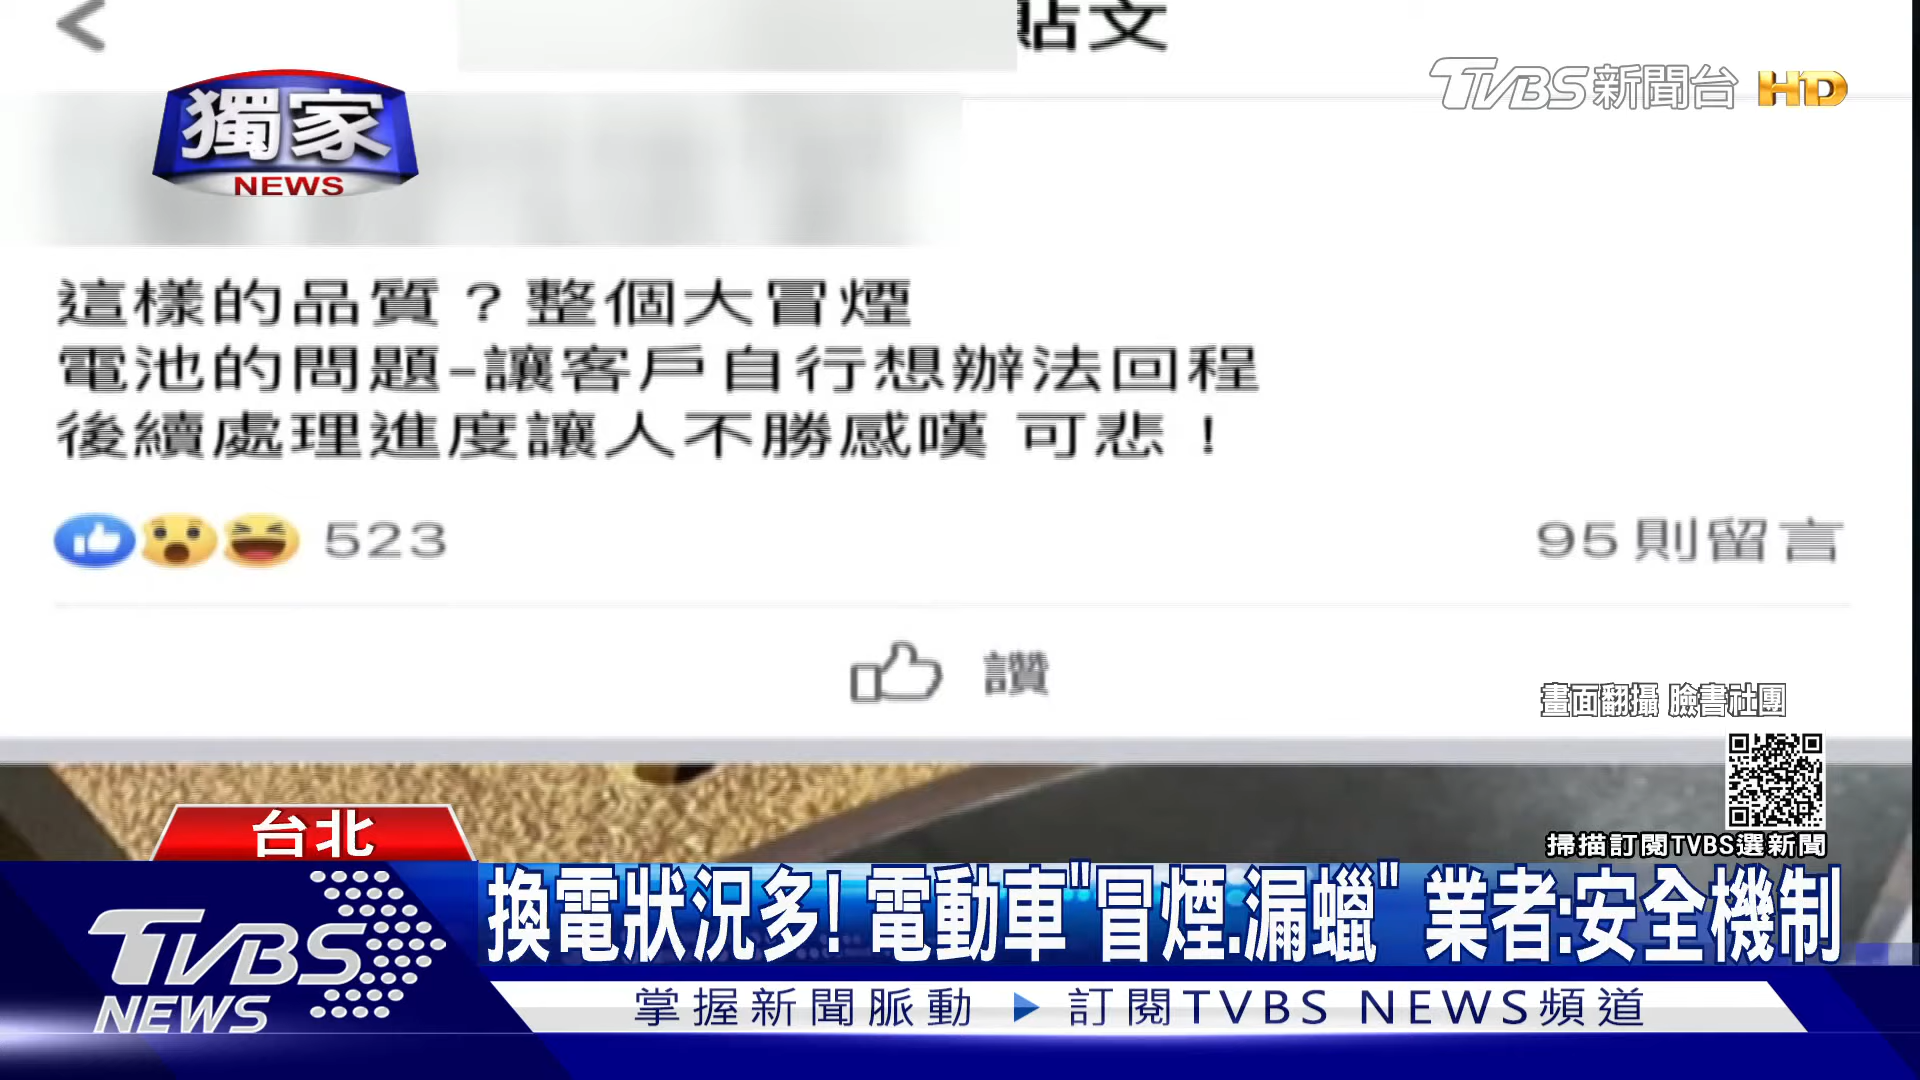 貼文
獨家
NEWS
TVBS新聞台 HD
這樣的品質？整個大冒煙
電池的問題-讓客戶自行想辦法回程
後續處理進度讓人不勝感嘆 可悲！
523
95則留言
讚
畫面翻攝 臉書社團
掃描訂閱TVBS選新聞
台北
換電狀況多! 電動車"冒煙.漏蠟" 業者:安全機制
TVBS
NEWS
掌握新聞脈動 ▶ 訂閱TVBS NEWS頻道